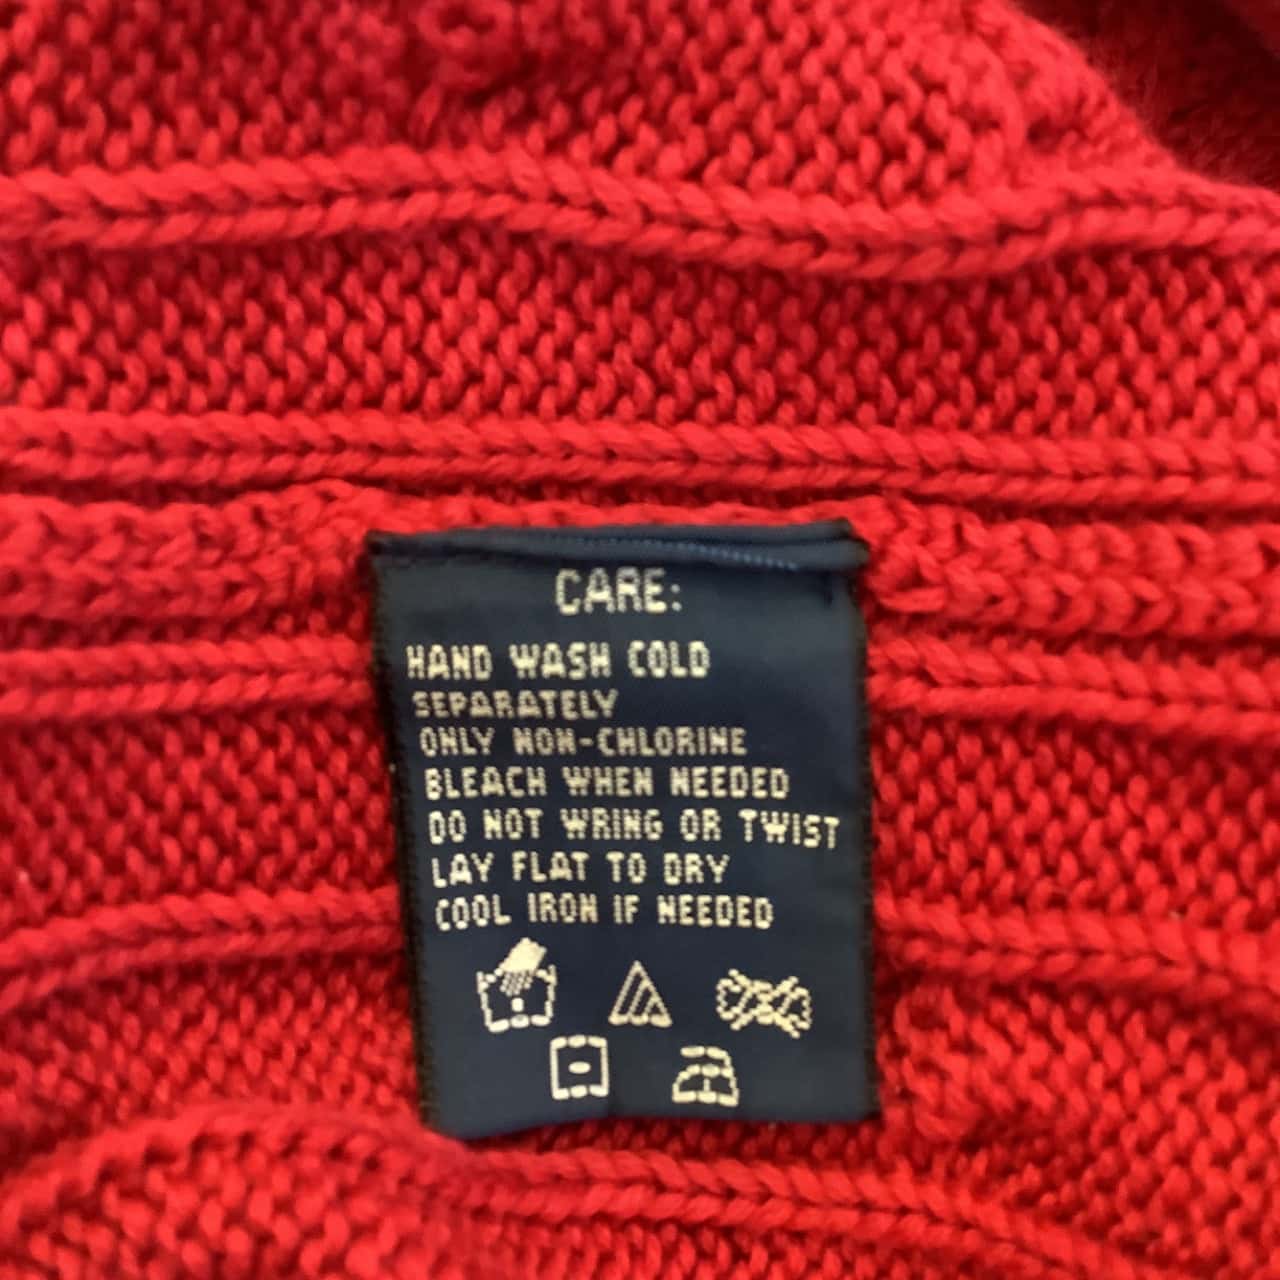 CARE:
HAND WASH COLD
SEPARATELY
ONLY NON-CHLORINE
BLEACH WHEN NEEDED
DO NOT WRING OR TWIST
LAY FLAT TO DRY
COOL IRON IF NEEDED